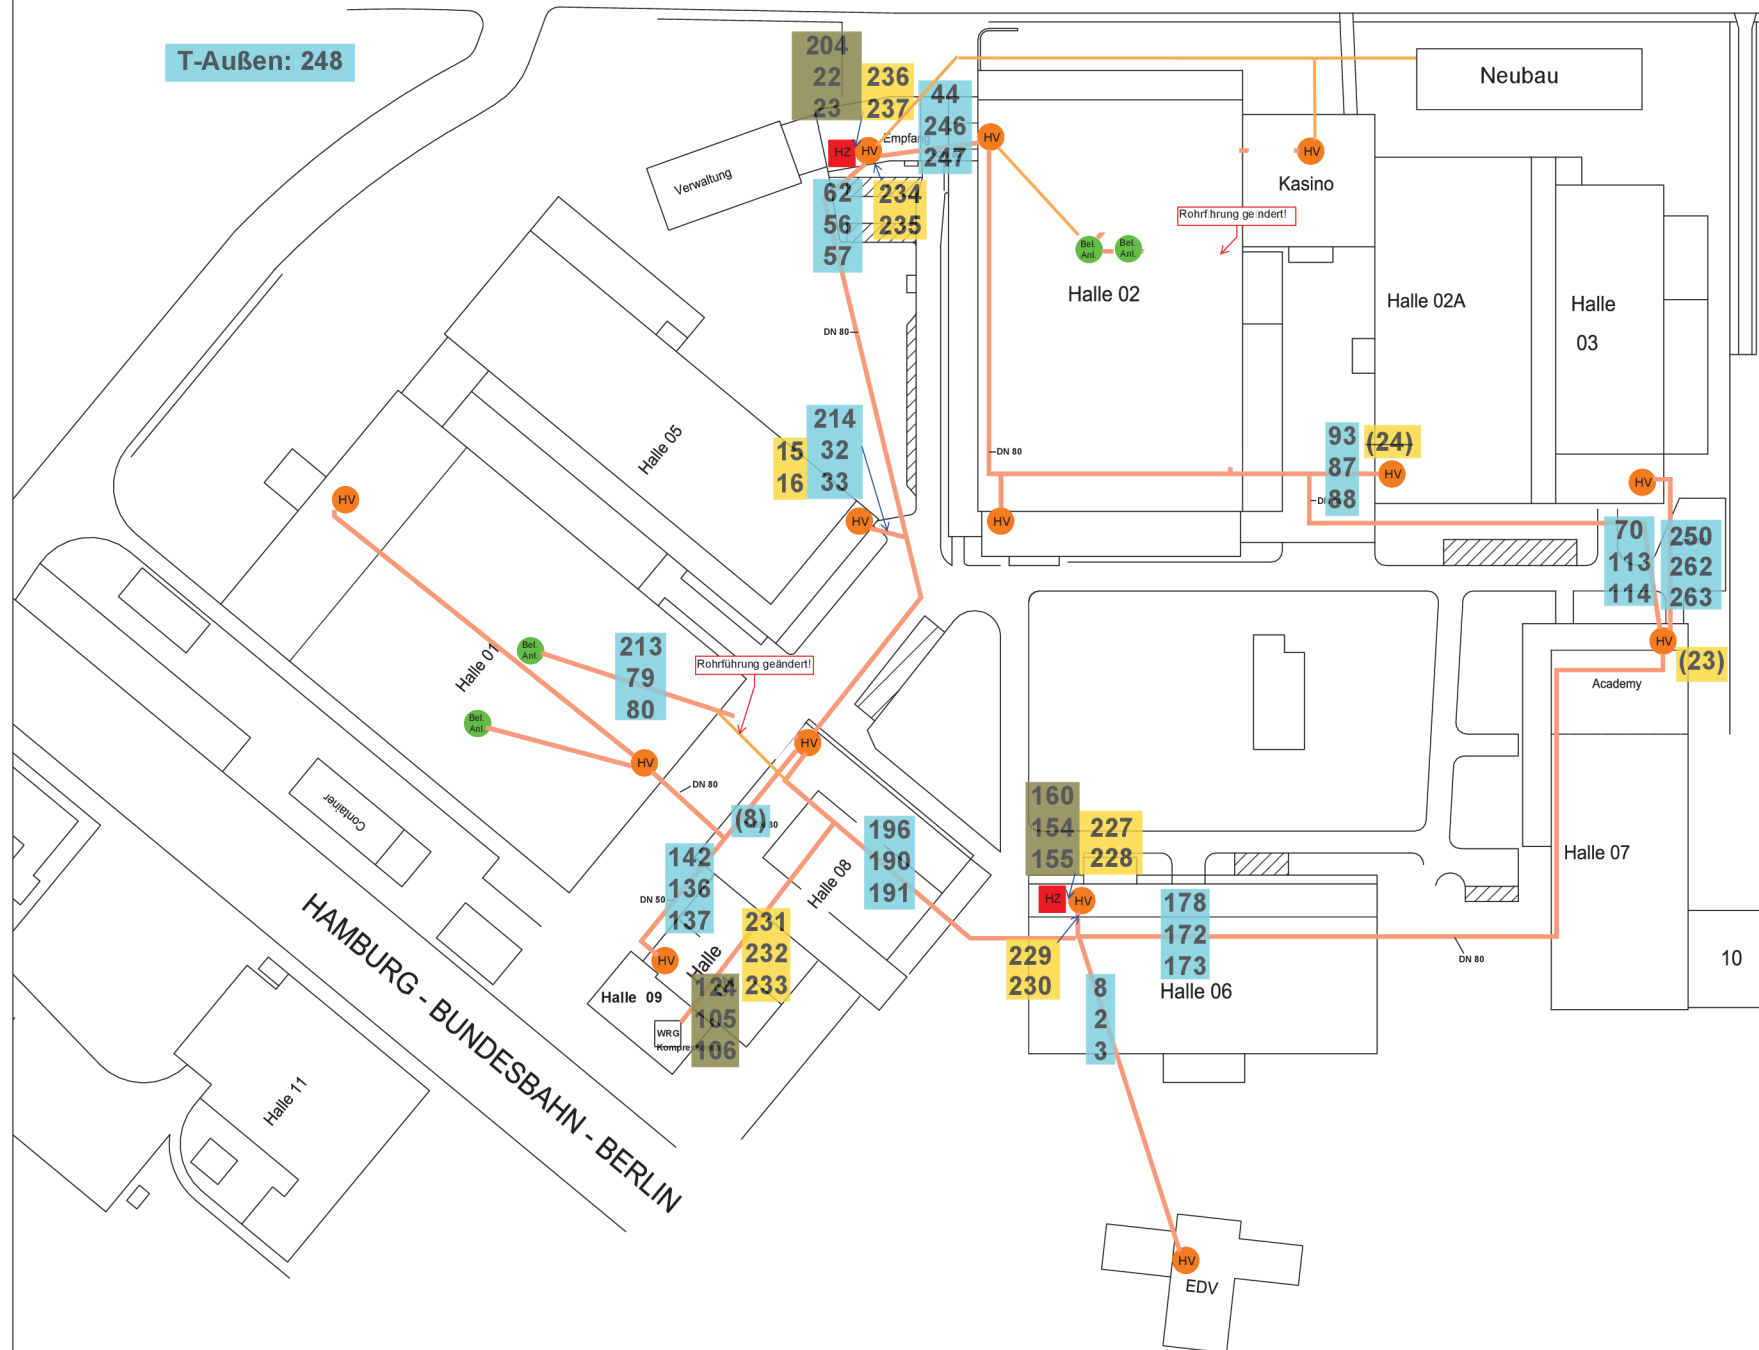 T-Außen: 248
204
22
23
236
237
44
246
247
Neubau
HZ
HV
HV
HV
Verwaltung
Kasino
62
56
57
234
235
Rohrführung geändert!
Bel.
Anl.
Bel.
Anl.
Halle 02
Halle 02A
Halle
03
DN 80
214
32
33
15
16
Halle 05
DN 80
93
87
88
(24)
HV
HV
HV
HV
HV
70
113
114
250
262
263
HV
(23)
Academy
Bel.
Anl.
Halle 01
213
79
80
Rohrführung geändert!
Bel.
Anl.
HV
HV
DN 80
Container
(8)
142
136
137
DN 50
HV
196
190
191
Halle 08
231
232
233
Halle
Halle 09
WRG
124
105
106
160
154
155
227
228
HZ
HV
229
230
178
172
173
Halle 06
8
2
3
Halle 07
DN 80
10
HAMBURG - BUNDESBAHN - BERLIN
Halle 11
HV
EDV